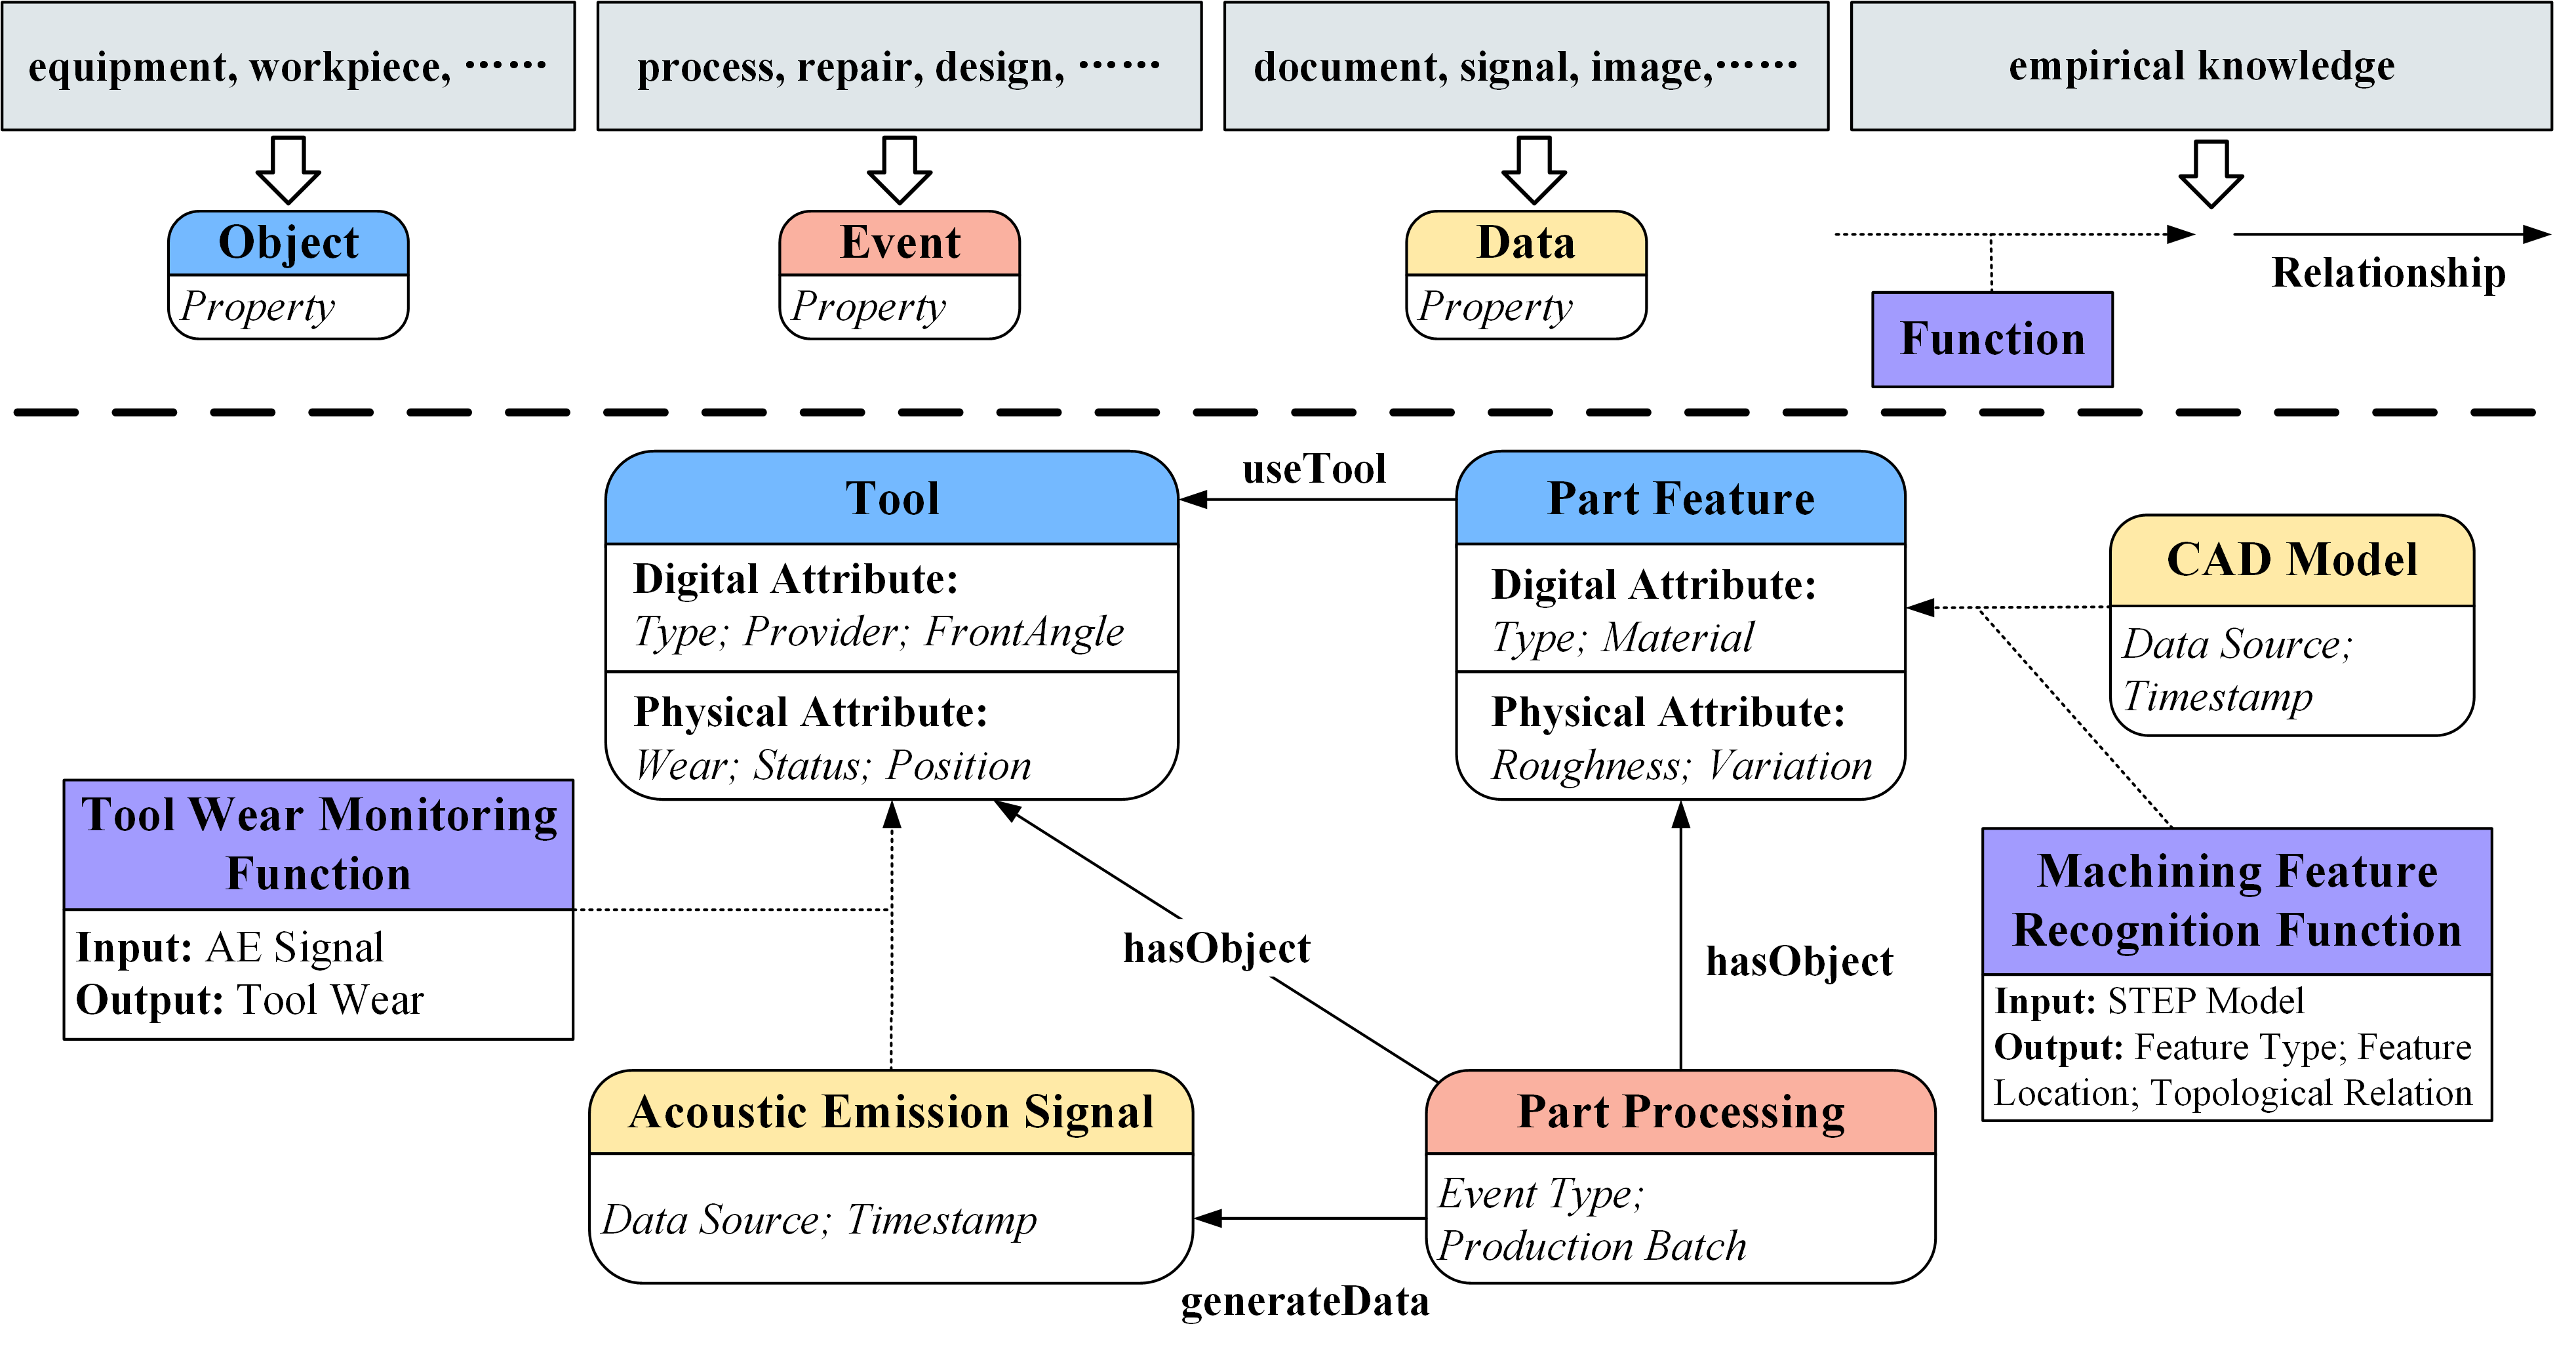 equipment, workpiece, ······
process, repair, design, ······
document, signal, image,······
empirical knowledge
Object
Property
Event
Property
Data
Property
Relationship
Function
Tool
Digital Attribute:
Type; Provider; FrontAngle
Physical Attribute:
Wear; Status; Position
useTool
Part Feature
Digital Attribute:
Type; Material
Physical Attribute:
Roughness; Variation
CAD Model
Data Source;
Timestamp
Tool Wear Monitoring
Function
Input: AE Signal
Output: Tool Wear
hasObject
hasObject
Machining Feature
Recognition Function
Input: STEP Model
Output: Feature Type; Feature
Location; Topological Relation
Acoustic Emission Signal
Data Source; Timestamp
Part Processing
Event Type;
Production Batch
generateData